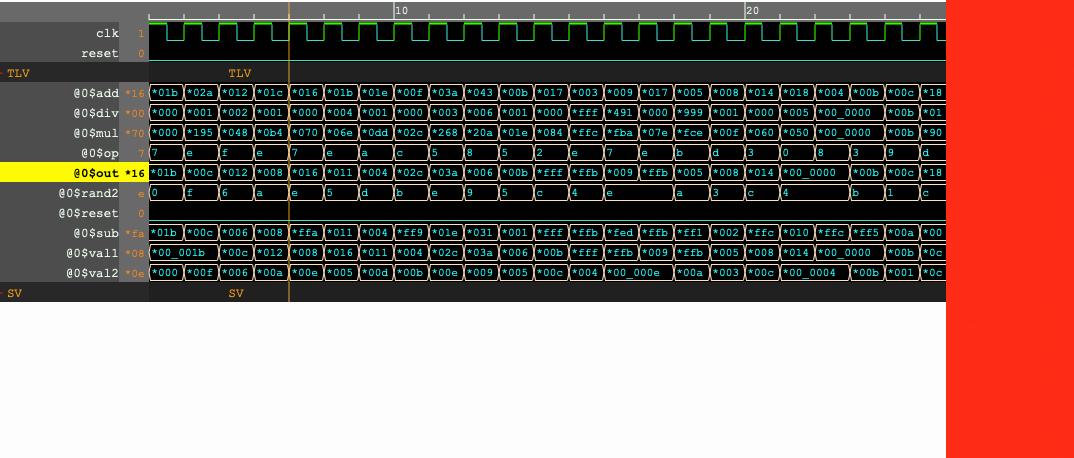 10 20
clk 1
reset 0
TLV TLV
@0$add *16 *01b *02a *012 *01c *016 *01b *01e *00f *03a *043 *00b *017 *003 *009 *017 *005 *008 *014 *018 *004 *00b *00c *18
@0$div *00 *000 *001 *002 *001 *000 *004 *001 *000 *003 *006 *001 *000 *fff *491 *000 *999 *001 *000 *005 *00_0000 *00b *01
@0$mul *70 *000 *195 *048 *0b4 *070 *06e *0dd *02c *268 *20a *01e *084 *ffc *fba *07e *fce *00f *060 *050 *00_0000 *00b *90
@0$op 7 7 e f e 7 e a c 5 8 5 2 e 7 e b d 3 0 8 3 9 d
@0$out *16 *01b *00c *012 *008 *016 *011 *004 *02c *03a *006 *00b *fff *ffb *009 *ffb *005 *008 *014 *00_0000 *00b *00c *18
@0$rand2 e 0 f 6 a e 5 d b e 9 5 c 4 e a 3 c 4 b 1 c
@0$reset 0
@0$sub *fa *01b *00c *006 *008 *ffa *011 *004 *ff9 *01e *031 *001 *fff *ffb *fed *ffb *ff1 *002 *ffc *010 *ffc *ff5 *00a *00
@0$val1 *08 *00_001b *00c *012 *008 *016 *011 *004 *02c *03a *006 *00b *fff *ffb *009 *ffb *005 *008 *014 *00_0000 *00b *0c
@0$val2 *0e *000 *00f *006 *00a *00e *005 *00d *00b *00e *009 *005 *00c *004 *00_000e *00a *003 *00c *00_0004 *00b *001 *0c
SV SV